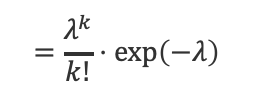 = λ^k / k! · exp(−λ)